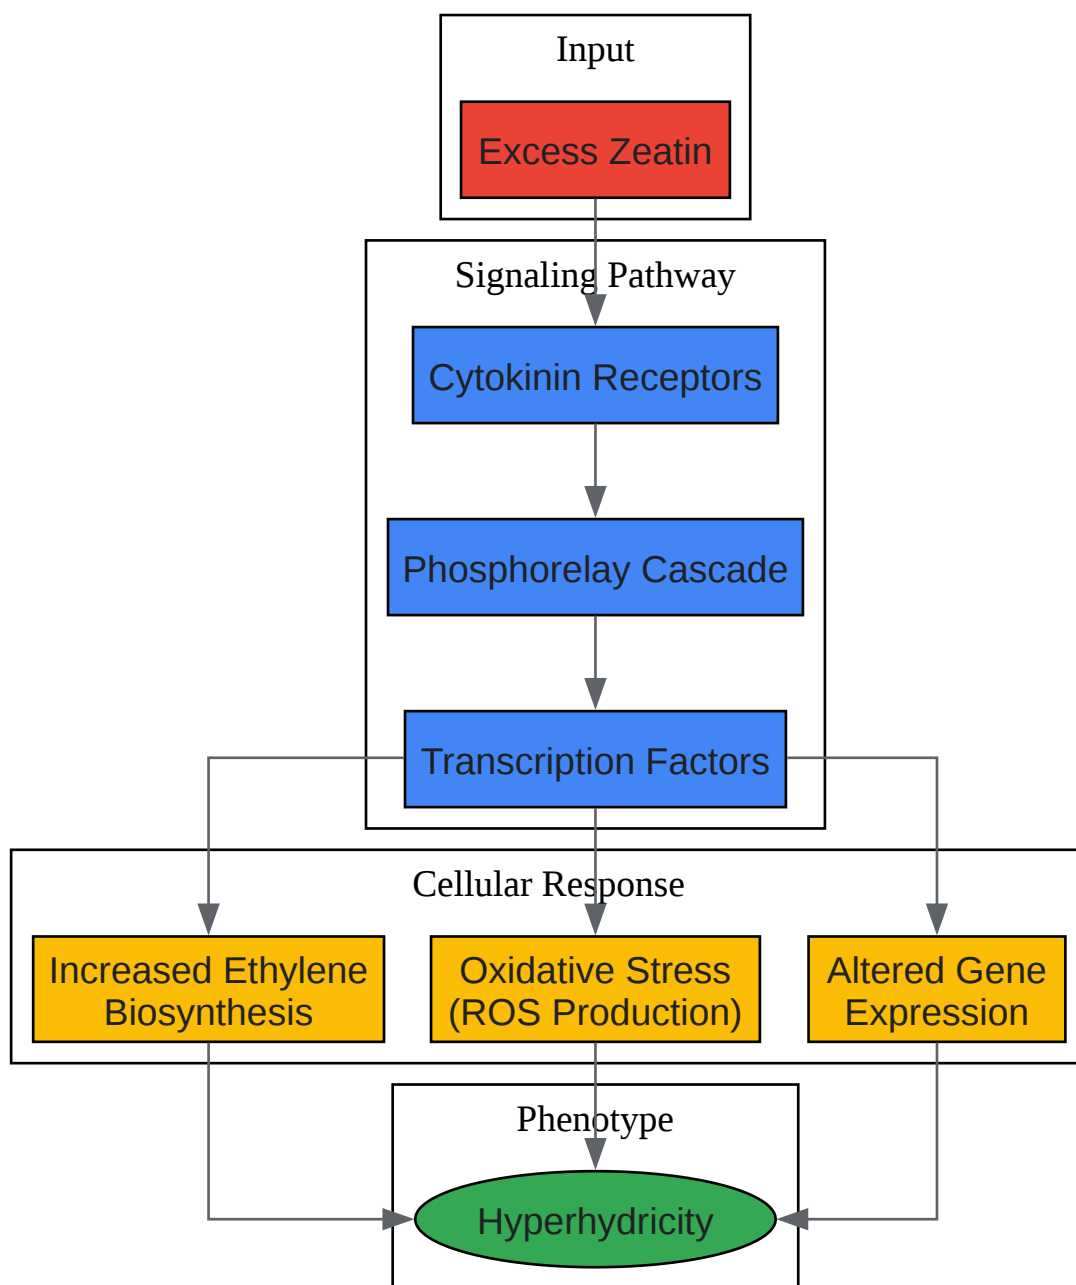 Input
Excess Zeatin
Signaling Pathway
Cytokinin Receptors
Phosphorelay Cascade
Transcription Factors
Cellular Response
Increased Ethylene
Biosynthesis
Oxidative Stress
(ROS Production)
Altered Gene
Expression
Phenotype
Hyperhydricity